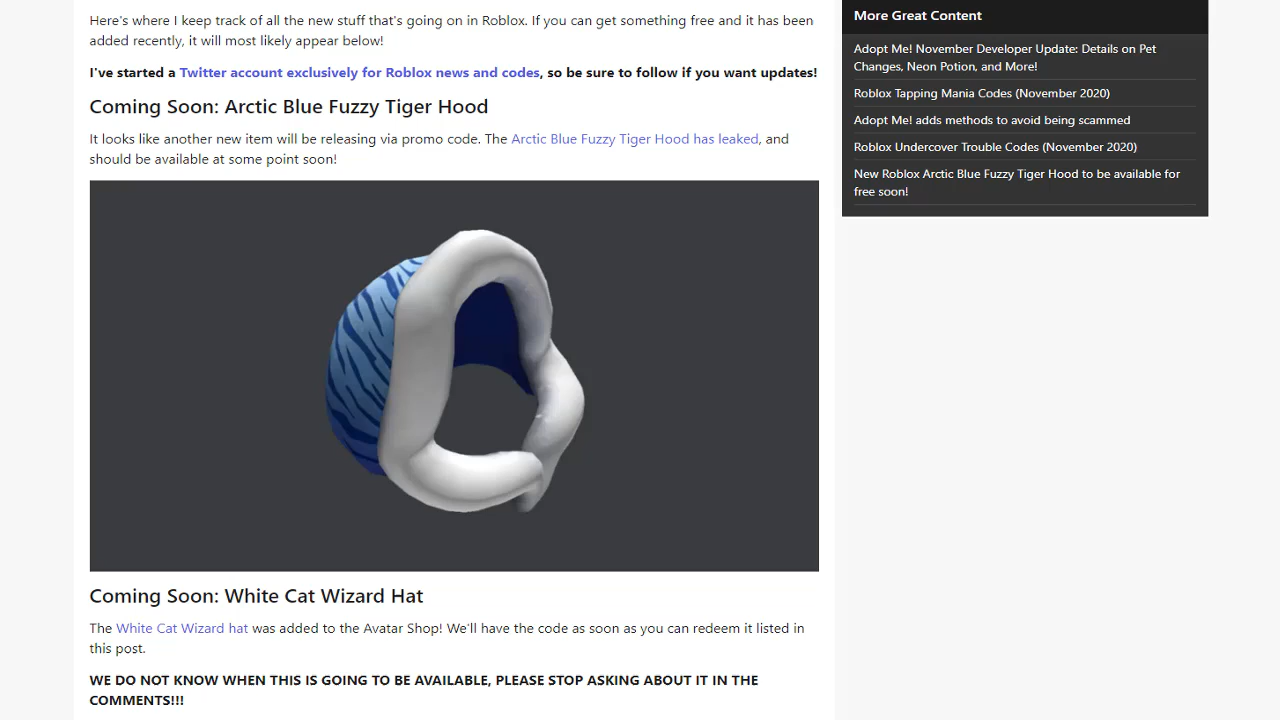 Here's where I keep track of all the new stuff that's going on in Roblox. If you can get something free and it has been
added recently, it will most likely appear below!
I've started a Twitter account exclusively for Roblox news and codes, so be sure to follow if you want updates!
Coming Soon: Arctic Blue Fuzzy Tiger Hood
It looks like another new item will be releasing via promo code. The Arctic Blue Fuzzy Tiger Hood has leaked, and
should be available at some point soon!
Coming Soon: White Cat Wizard Hat
The White Cat Wizard hat was added to the Avatar Shop! We'll have the code as soon as you can redeem it listed in
this post.
WE DO NOT KNOW WHEN THIS IS GOING TO BE AVAILABLE, PLEASE STOP ASKING ABOUT IT IN THE
COMMENTS!!!
More Great Content
Adopt Me! November Developer Update: Details on Pet
Changes, Neon Potion, and More!
Roblox Tapping Mania Codes (November 2020)
Adopt Me! adds methods to avoid being scammed
Roblox Undercover Trouble Codes (November 2020)
New Roblox Arctic Blue Fuzzy Tiger Hood to be available for
free soon!